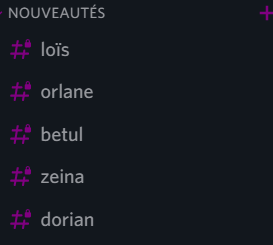 NOUVEAUTÉS
loïs
orlane
betul
zeina
dorian